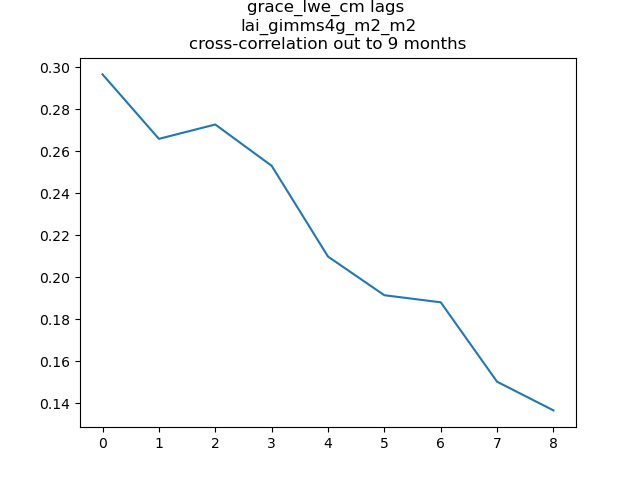 grace_lwe_cm lags
lai_gimms4g_m2_m2
cross-correlation out to 9 months
0.30
0.28
0.26
0.24
0.22
0.20
0.18
0.16
0.14
0 1 2 3 4 5 6 7 8